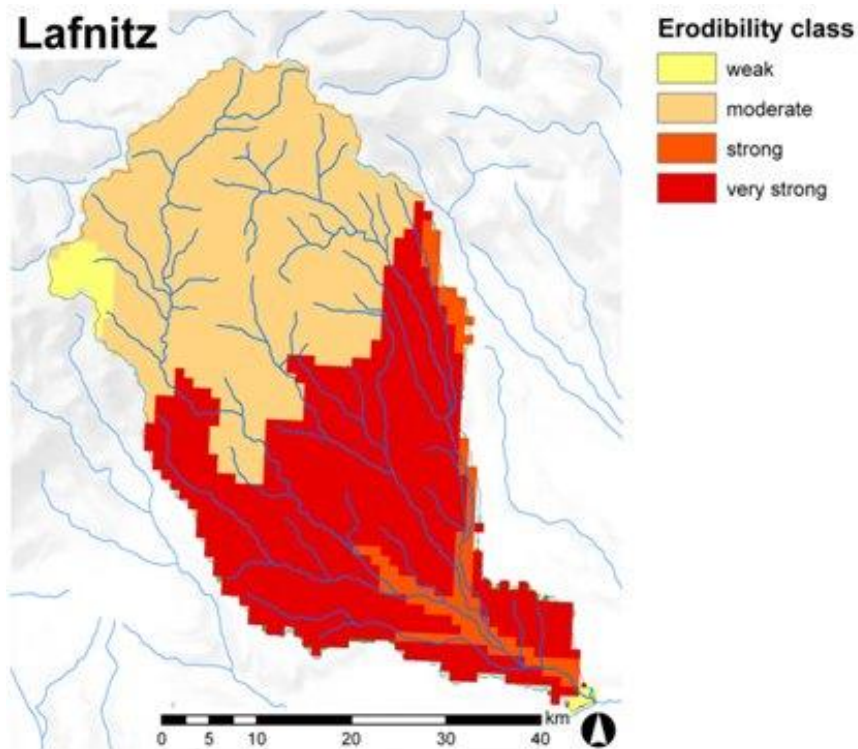 Lafnitz
Erodibility class
weak
moderate
strong
very strong
km
0 5 10 20 30 40